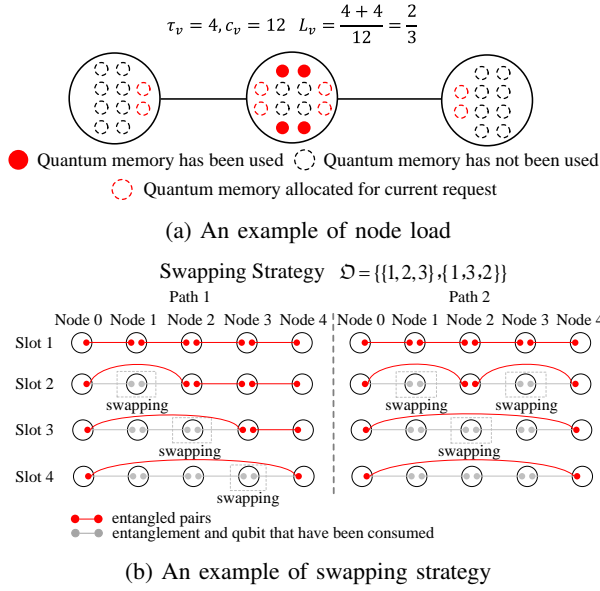 τ_v = 4, c_v = 12 L_v = (4 + 4)/12 = 2/3
Quantum memory has been used Quantum memory has not been used
Quantum memory allocated for current request
(a) An example of node load
Swapping Strategy 𝔒 = {{1, 2, 3}, {1, 3, 2}}
Path 1 Path 2
Node 0 Node 1 Node 2 Node 3 Node 4 Node 0 Node 1 Node 2 Node 3 Node 4
Slot 1
Slot 2
swapping swapping swapping
Slot 3
swapping swapping
Slot 4
swapping
entangled pairs
entanglement and qubit that have been consumed
(b) An example of swapping strategy